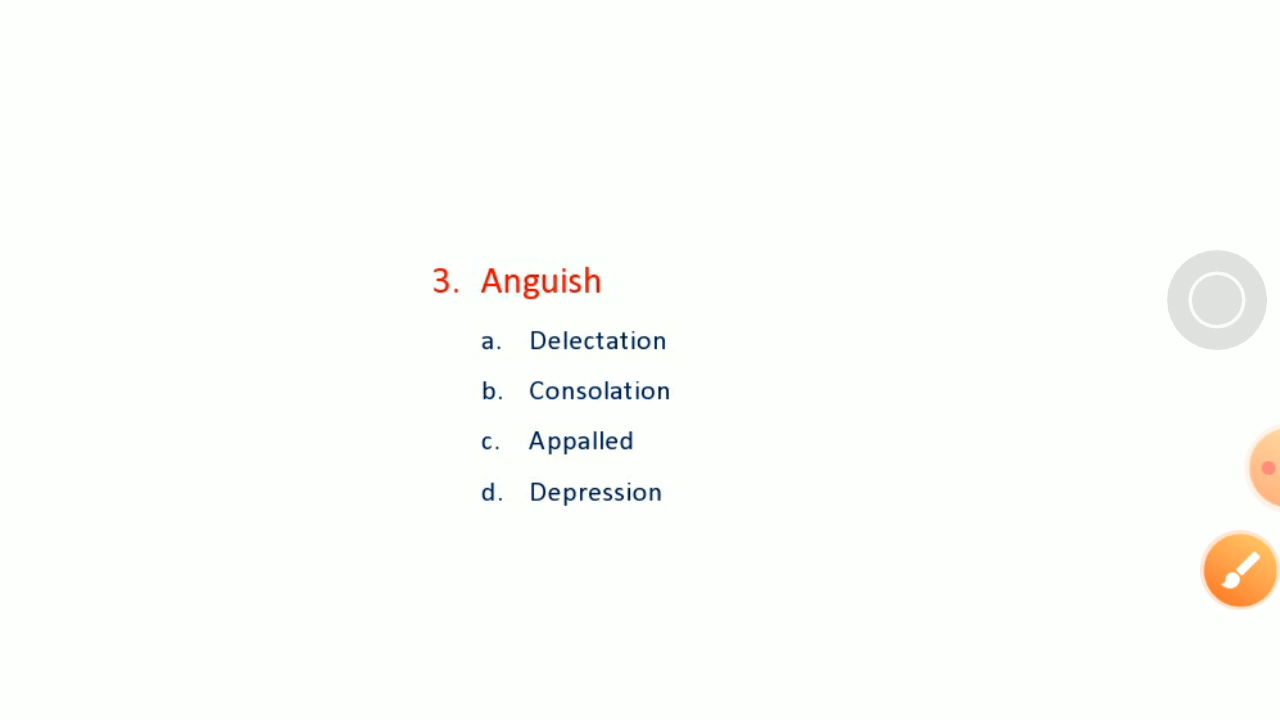 3. Anguish
a. Delectation
b. Consolation
c. Appalled
d. Depression